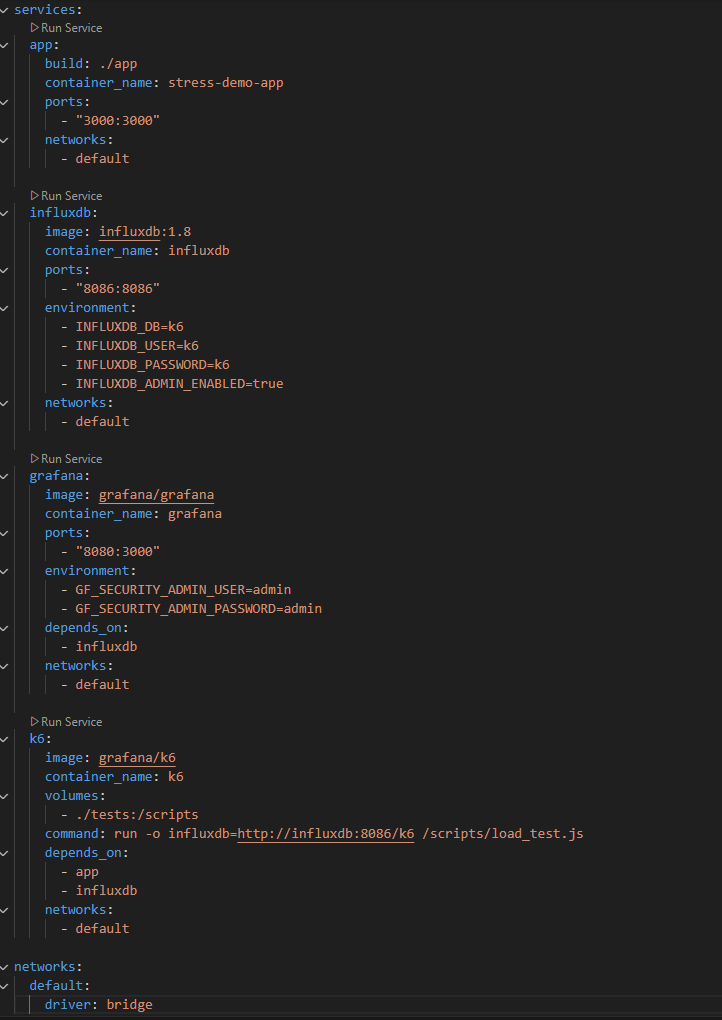 services:
Run Service
app:
build: ./app
container_name: stress-demo-app
ports:
- "3000:3000"
networks:
- default
Run Service
influxdb:
image: influxdb:1.8
container_name: influxdb
ports:
- "8086:8086"
environment:
- INFLUXDB_DB=k6
- INFLUXDB_USER=k6
- INFLUXDB_PASSWORD=k6
- INFLUXDB_ADMIN_ENABLED=true
networks:
- default
Run Service
grafana:
image: grafana/grafana
container_name: grafana
ports:
- "8080:3000"
environment:
- GF_SECURITY_ADMIN_USER=admin
- GF_SECURITY_ADMIN_PASSWORD=admin
depends_on:
- influxdb
networks:
- default
Run Service
k6:
image: grafana/k6
container_name: k6
volumes:
- ./tests:/scripts
command: run -o influxdb=http://influxdb:8086/k6 /scripts/load_test.js
depends_on:
- app
- influxdb
networks:
- default
networks:
default:
driver: bridge